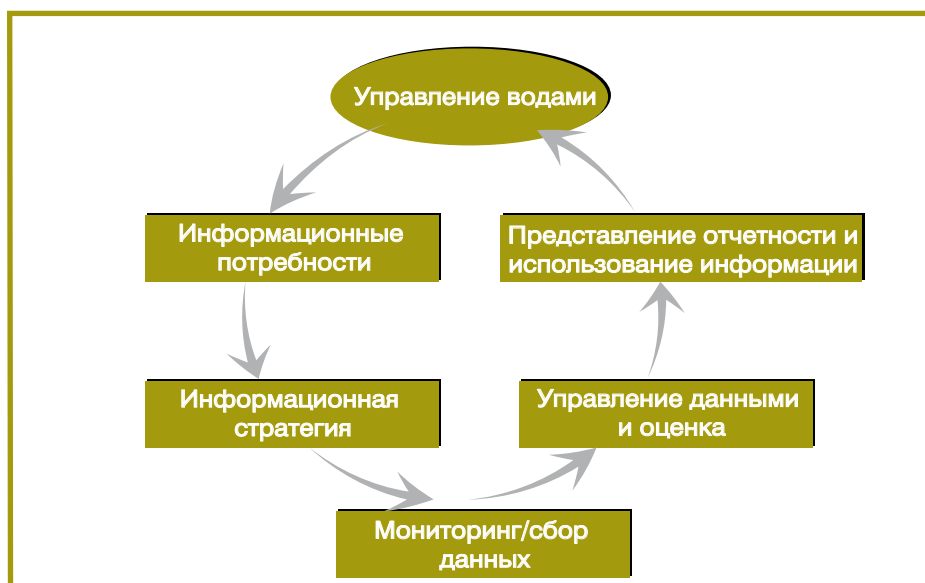 Управление водами
Информационные
потребности
Представление отчетности и
использование информации
Информационная
стратегия
Управление данными
и оценка
Мониторинг/сбор
данных